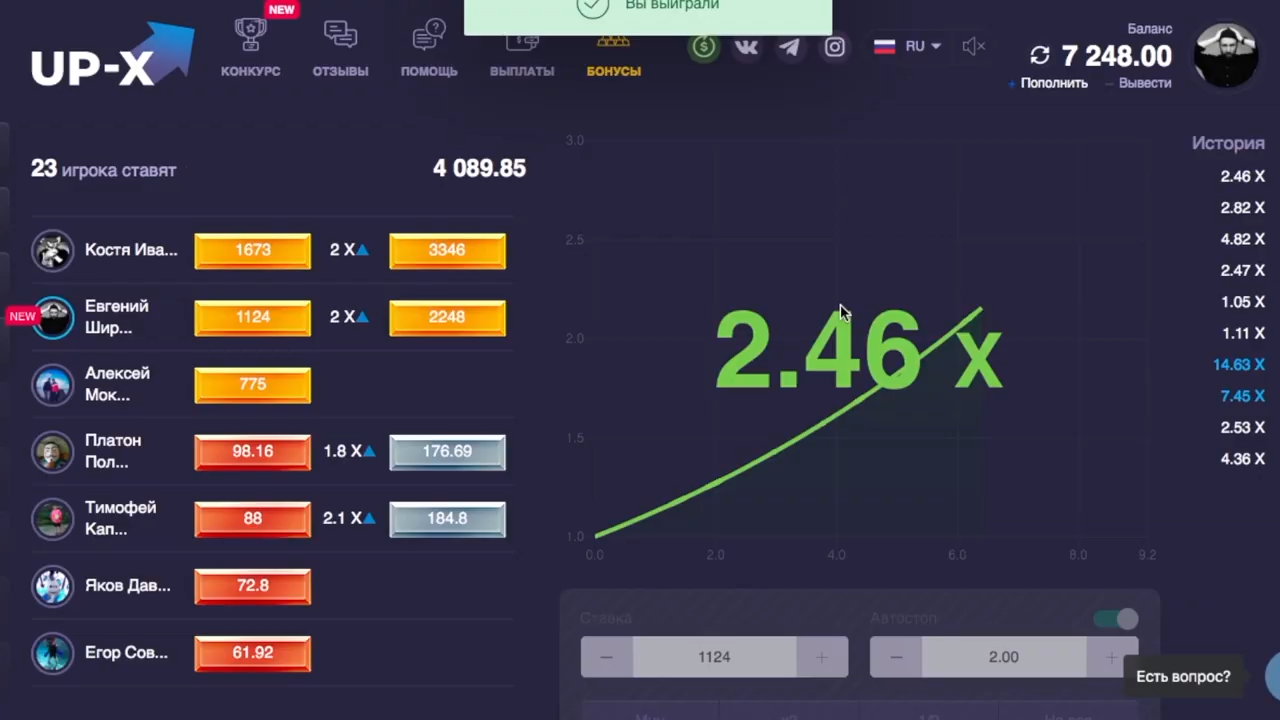 Вы выиграли
NEW
UP-X
КОНКУРС
ОТЗЫВЫ
ПОМОЩЬ
ВЫПЛАТЫ
БОНУСЫ
RU
Баланс
7 248.00
+ Пополнить
— Вывести
23 игрока ставят
4 089.85
Костя Ива...
1673
2 X
3346
NEW
Евгений
Шир...
1124
2 X
2248
Алексей
Мок...
775
Платон
Пол...
98.16
1.8 X
176.69
Тимофей
Кап...
88
2.1 X
184.8
Яков Дав...
72.8
Егор Сов...
61.92
3.0
2.5
2.0
1.5
1.0
0.0
2.0
4.0
6.0
8.0
9.2
2.46 x
История
2.46 X
2.82 X
4.82 X
2.47 X
1.05 X
1.11 X
14.63 X
7.45 X
2.53 X
4.36 X
Ставка
− 1124 +
Автостоп
− 2.00 +
Есть вопрос?